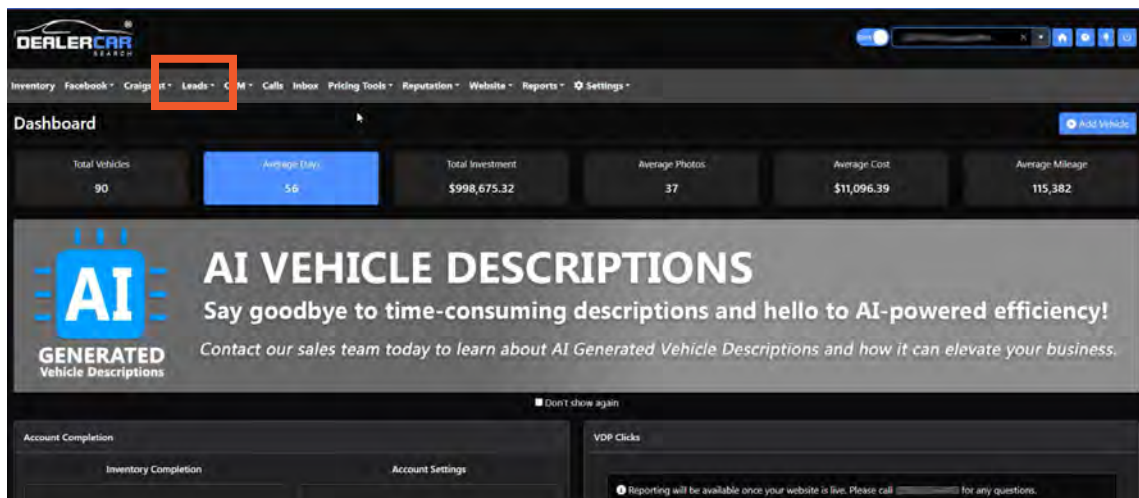 DEALERCAR
SEARCH
Inventory Facebook Leads Calls Inbox Pricing Tools Reputation Website Reports Settings
Dashboard
Add Vehicle
Total Vehicles
90
Average Days
56
Total Investment
$998,675.32
Average Photos
37
Average Cost
$11,096.39
Average Mileage
115,382
AI
GENERATED
Vehicle Descriptions
AI VEHICLE DESCRIPTIONS
Say goodbye to time-consuming descriptions and hello to AI-powered efficiency!
Contact our sales team today to learn about AI Generated Vehicle Descriptions and how it can elevate your business.
Don't show again
Account Completion
VDP Clicks
Inventory Completion
Account Settings
Reporting will be available once your website is live. Please call for any questions.